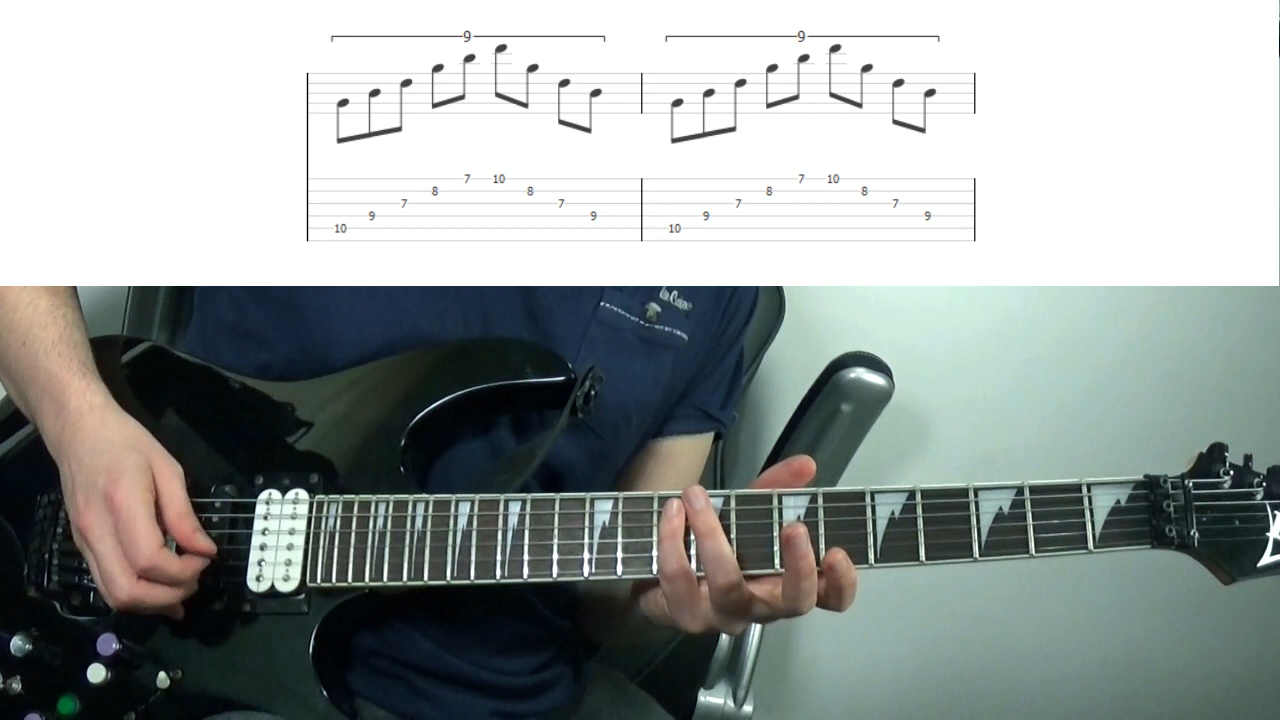 9 9
7 10 7 10
8 8 8 8
7 7 7 7
9 9 9 9
10 10